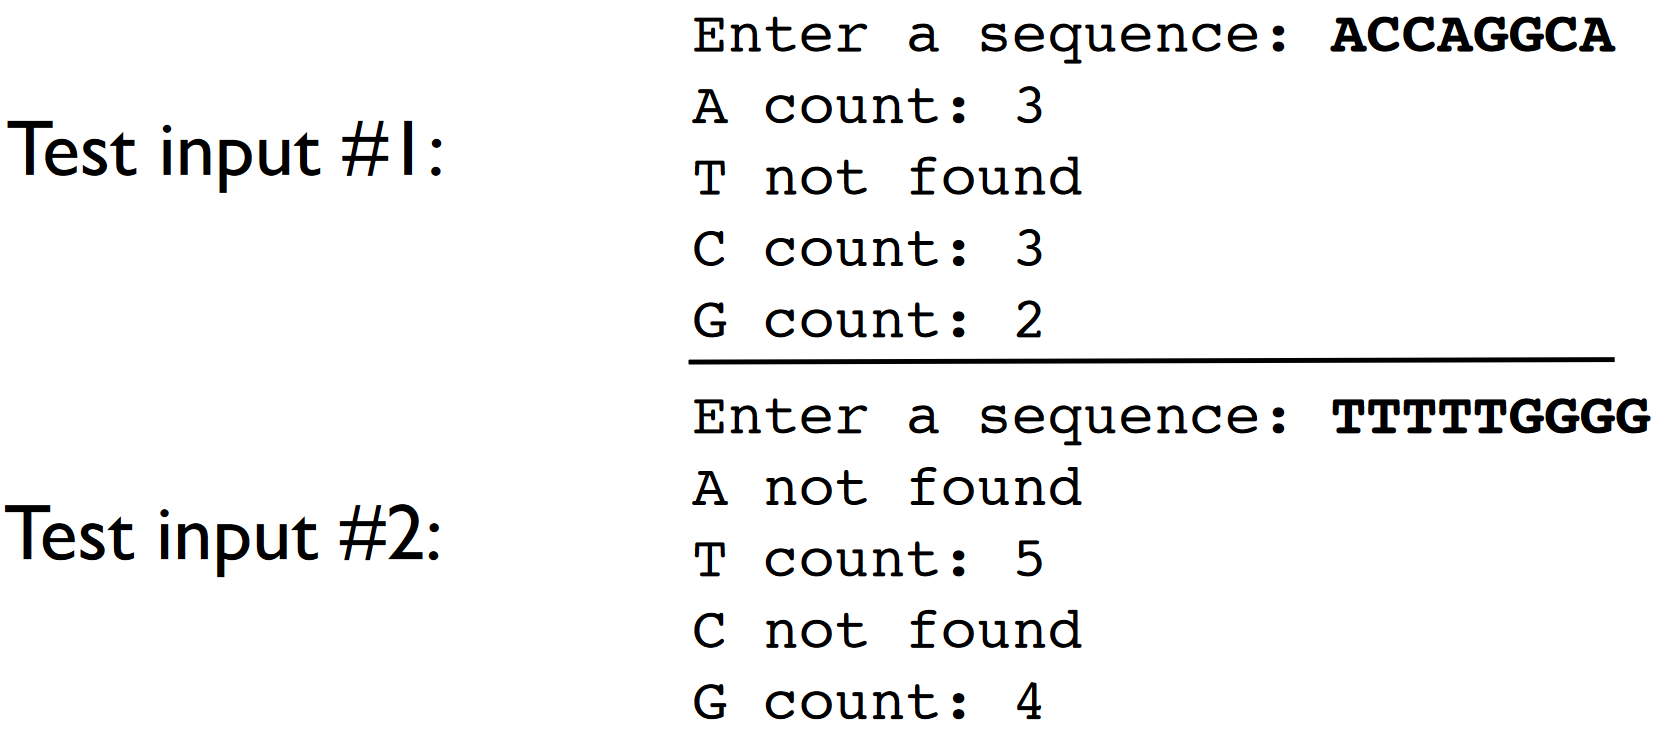 Test input #1:
Enter a sequence: ACCAGGCA
A count: 3
T not found
C count: 3
G count: 2
Test input #2:
Enter a sequence: TTTTTGGGG
A not found
T count: 5
C not found
G count: 4